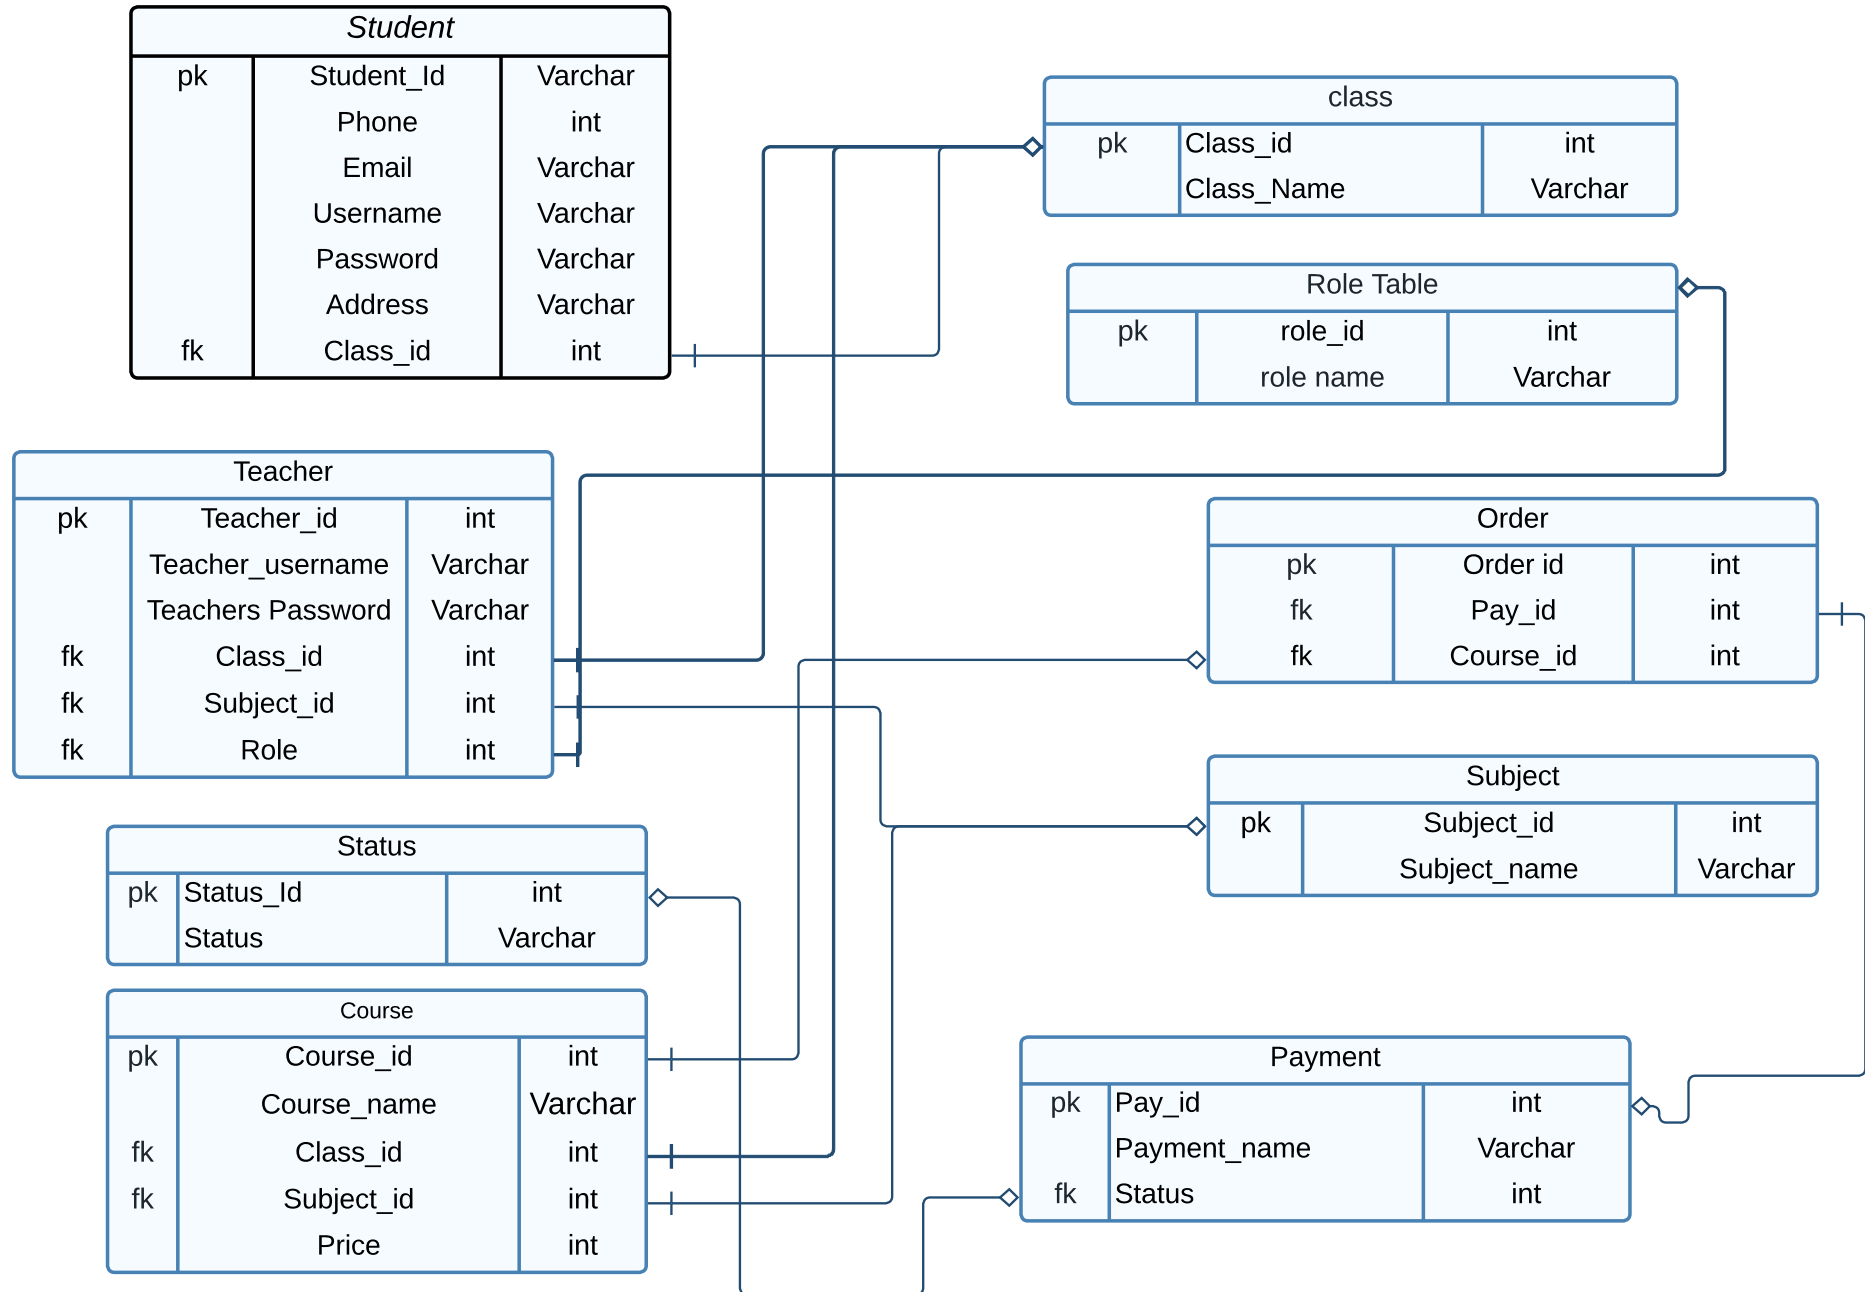 Student
pk Student_Id Varchar
Phone int
Email Varchar
Username Varchar
Password Varchar
Address Varchar
fk Class_id int
class
pk Class_id int
Class_Name Varchar
Role Table
pk role_id int
role name Varchar
Teacher
pk Teacher_id int
Teacher_username Varchar
Teachers Password Varchar
fk Class_id int
fk Subject_id int
fk Role int
Order
pk Order id int
fk Pay_id int
fk Course_id int
Subject
pk Subject_id int
Subject_name Varchar
Status
pk Status_Id int
Status Varchar
Course
pk Course_id int
Course_name Varchar
fk Class_id int
fk Subject_id int
Price int
Payment
pk Pay_id int
Payment_name Varchar
fk Status int